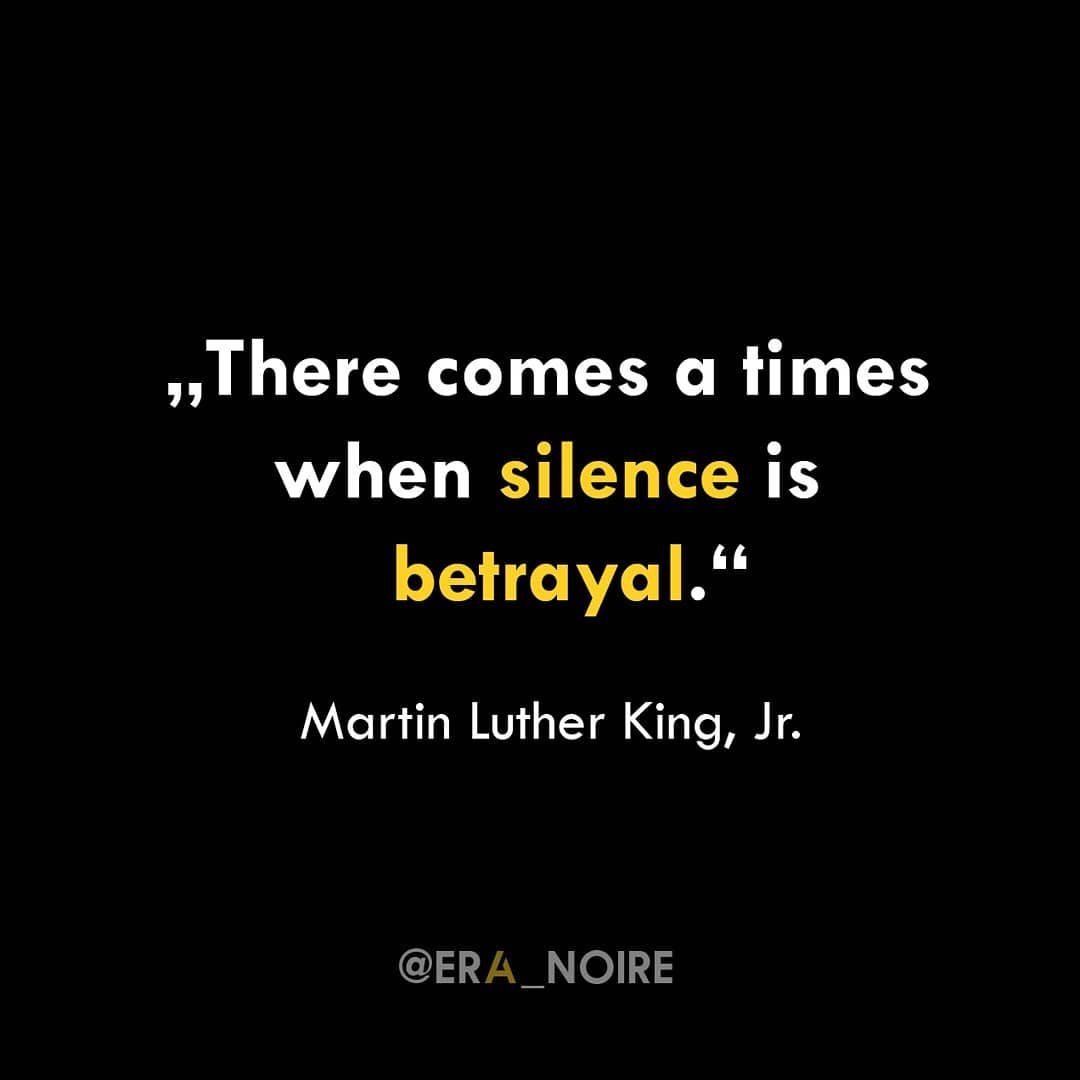 „There comes a times
when silence is
betrayal.“
Martin Luther King, Jr.
@ERA_NOIRE